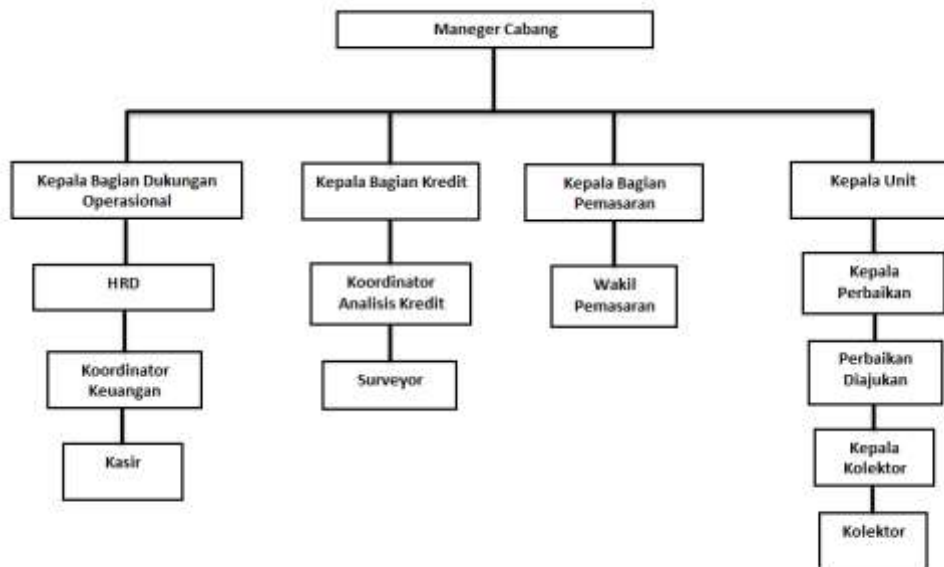 Maneger Cabang
Kepala Bagian Dukungan
Operasional
Kepala Bagian Kredit
Kepala Bagian
Pemasaran
Kepala Unit
HRD
Koordinator
Analisis Kredit
Wakil
Pemasaran
Kepala
Perbaikan
Koordinator
Keuangan
Surveyor
Perbaikan
Diajukan
Kasir
Kepala
Kolektor
Kolektor